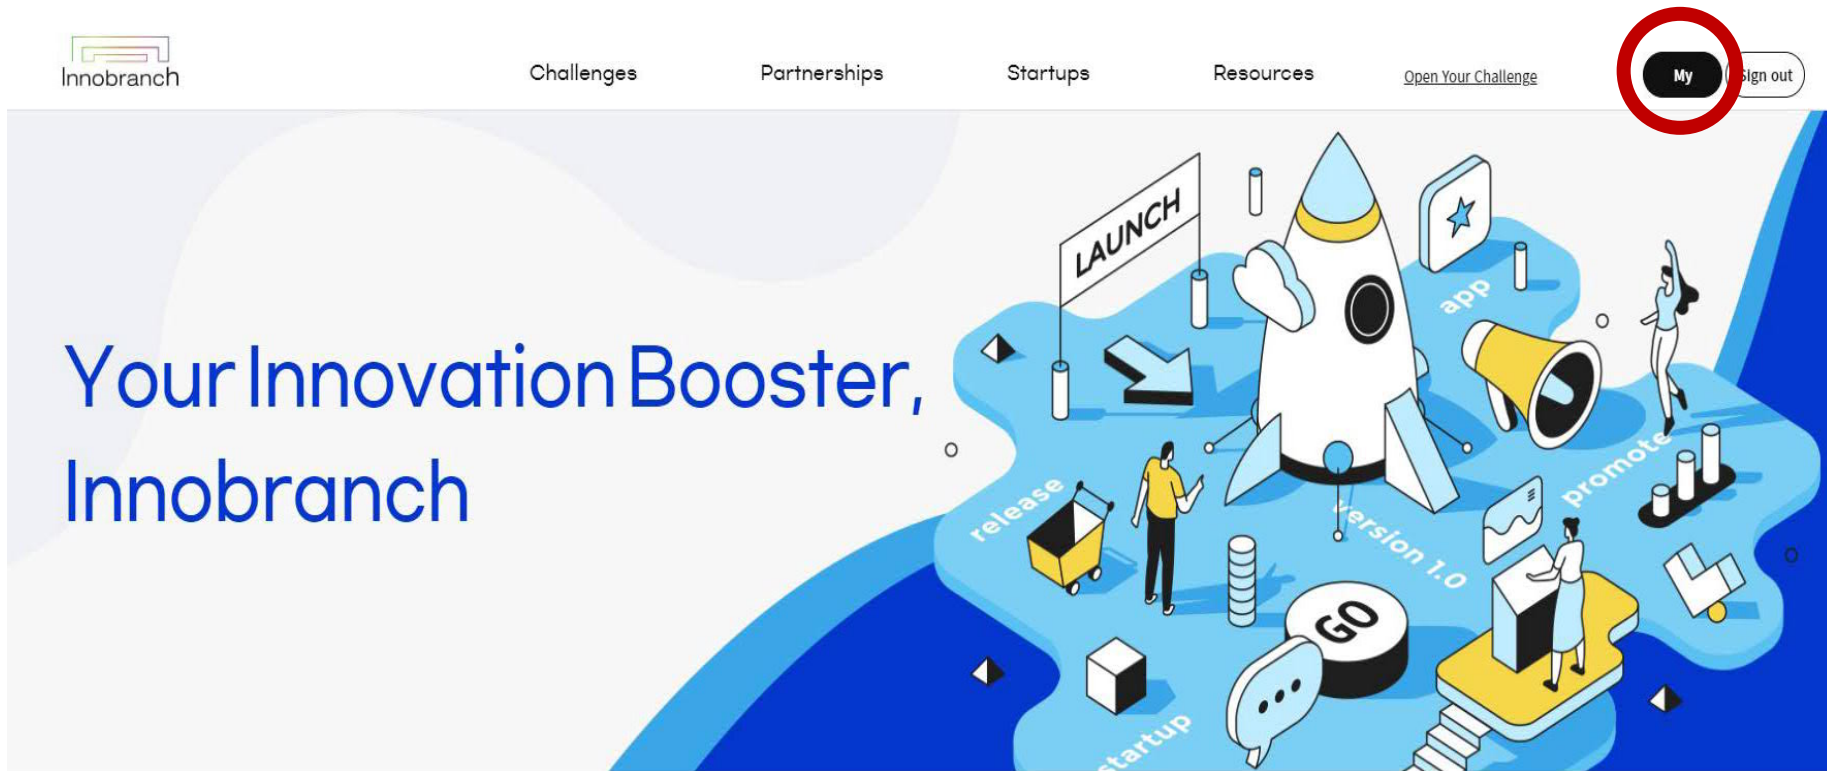 Innobranch
Challenges
Partnerships
Startups
Resources
Open Your Challenge
My
Sign out
Your Innovation Booster,
Innobranch
LAUNCH
app
promote
release
version 1.0
GO
startup